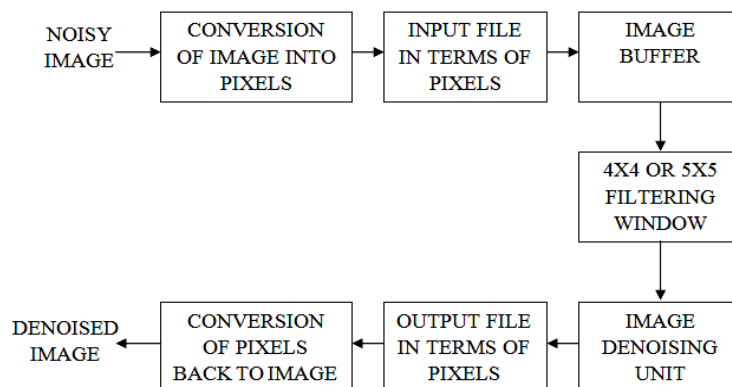 NOISY
IMAGE
CONVERSION
OF IMAGE INTO
PIXELS
INPUT FILE
IN TERMS OF
PIXELS
IMAGE
BUFFER
4X4 OR 5X5
FILTERING
WINDOW
IMAGE
DENOISING
UNIT
OUTPUT FILE
IN TERMS OF
PIXELS
CONVERSION
OF PIXELS
BACK TO IMAGE
DENOISED
IMAGE